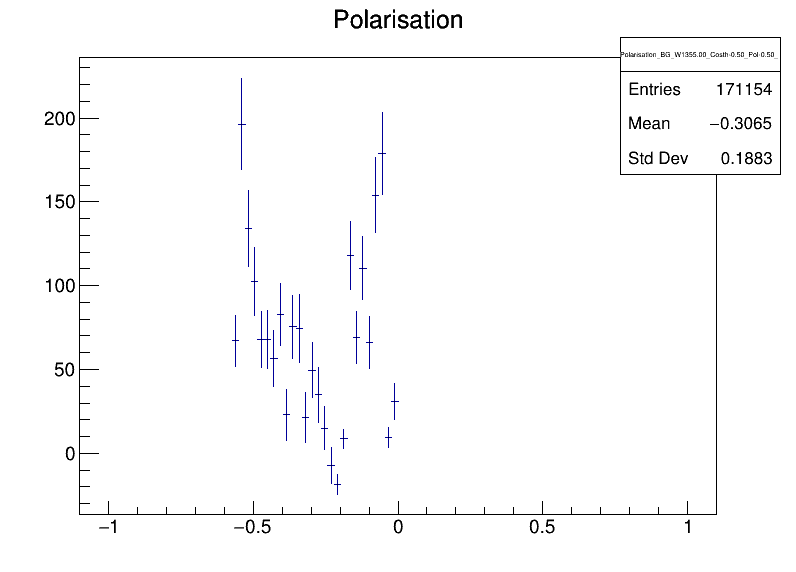 Polarisation
Polarisation_BG_W1355.00_Costh-0.50_Pol-0.50_
Entries 171154
Mean −0.3065
Std Dev 0.1883
200
150
100
50
0
−1 −0.5 0 0.5 1